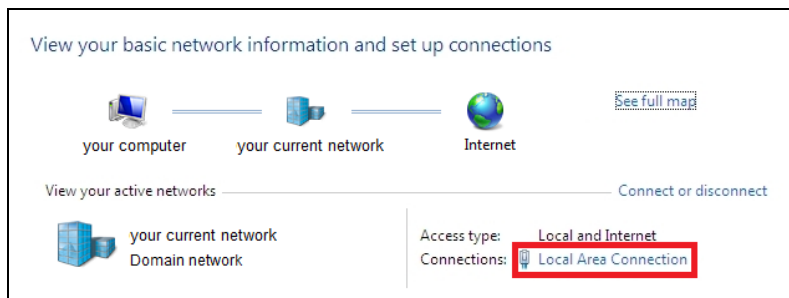 View your basic network information and set up connections
See full map
your computer
your current network
Internet
View your active networks
Connect or disconnect
your current network
Domain network
Access type: Local and Internet
Connections: Local Area Connection